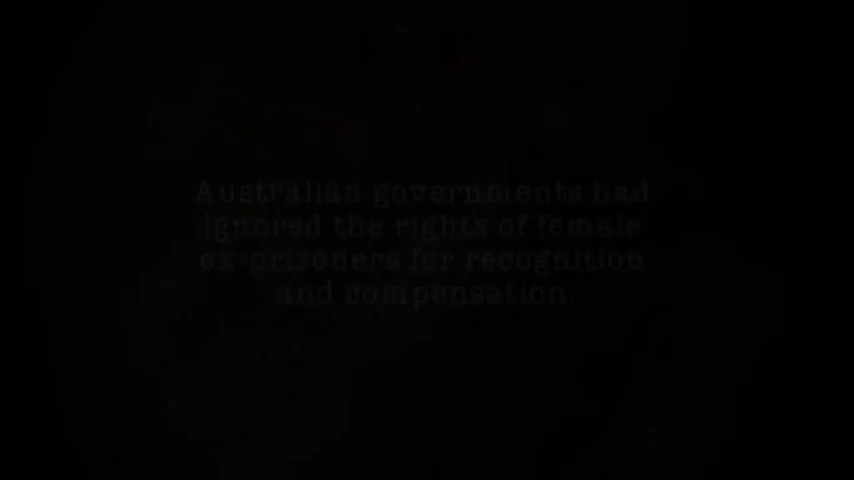 Australian governments had
ignored the rights of female
ex-prisoners for recognition
and compensation.